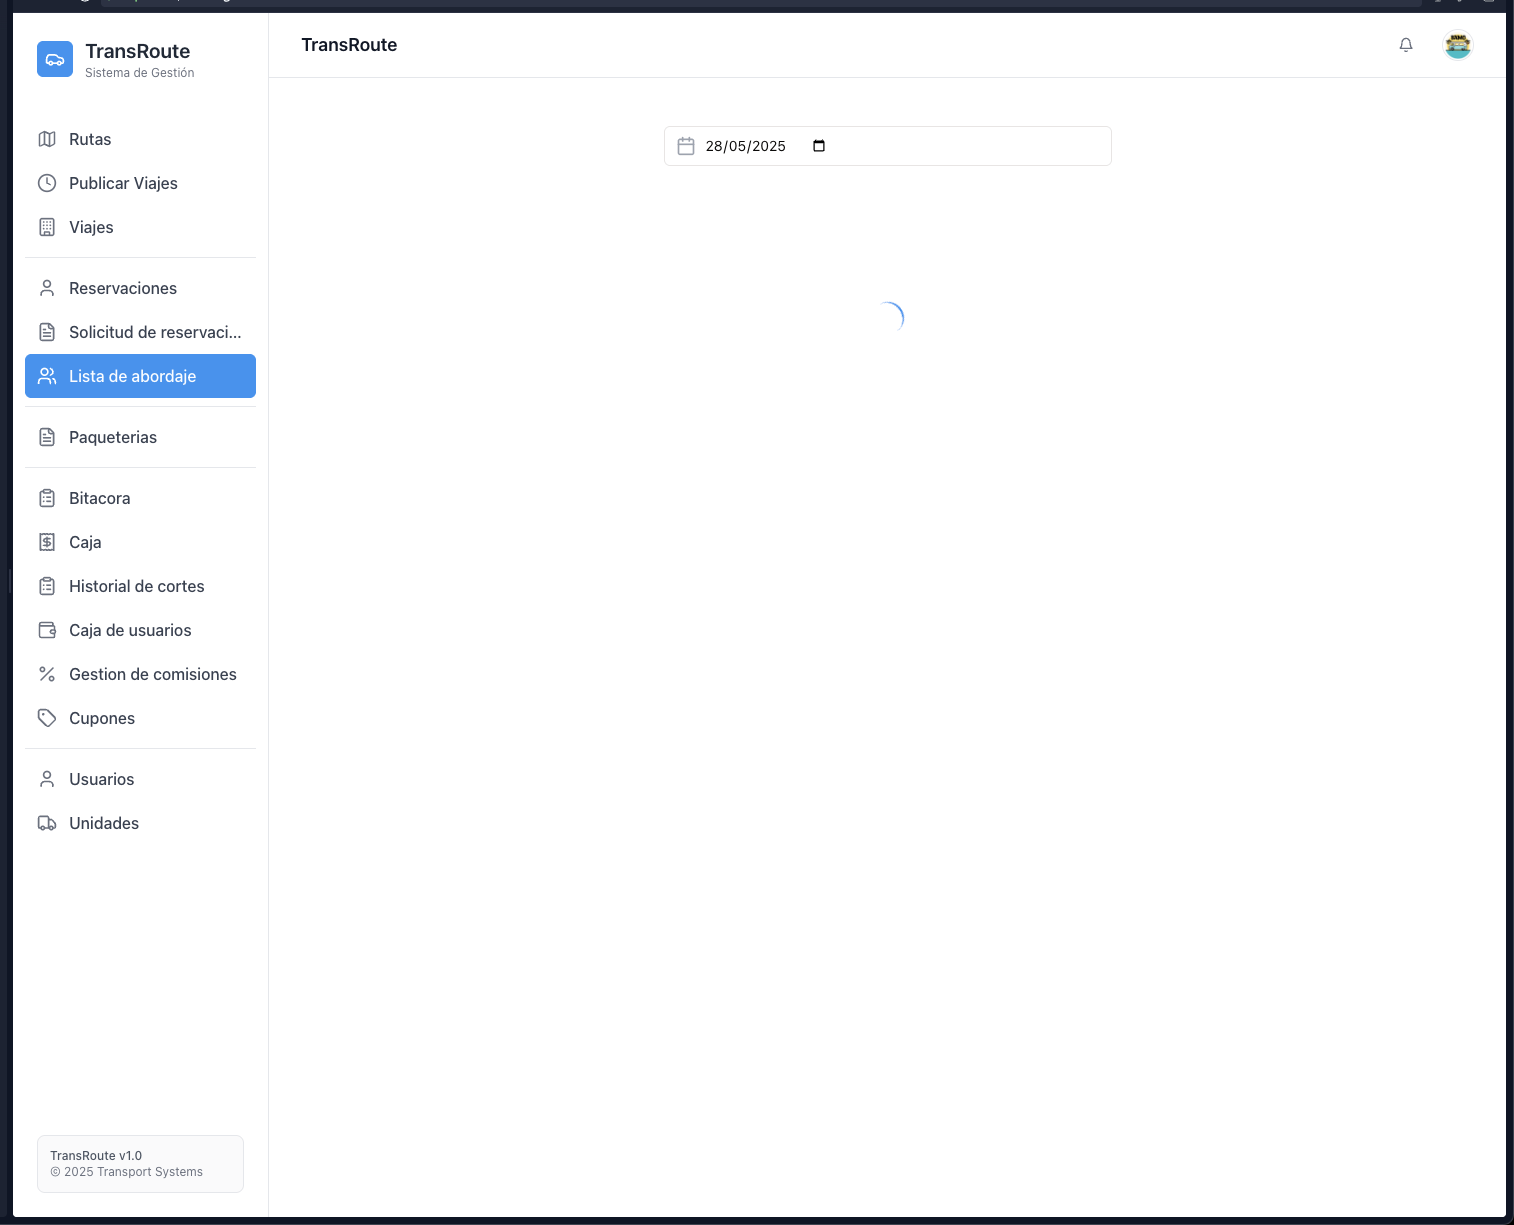 TransRoute
Sistema de Gestión
Rutas
Publicar Viajes
Viajes
Reservaciones
Solicitud de reservaci...
Lista de abordaje
Paqueterias
Bitacora
Caja
Historial de cortes
Caja de usuarios
Gestion de comisiones
Cupones
Usuarios
Unidades
TransRoute v1.0
© 2025 Transport Systems
TransRoute
28/05/2025